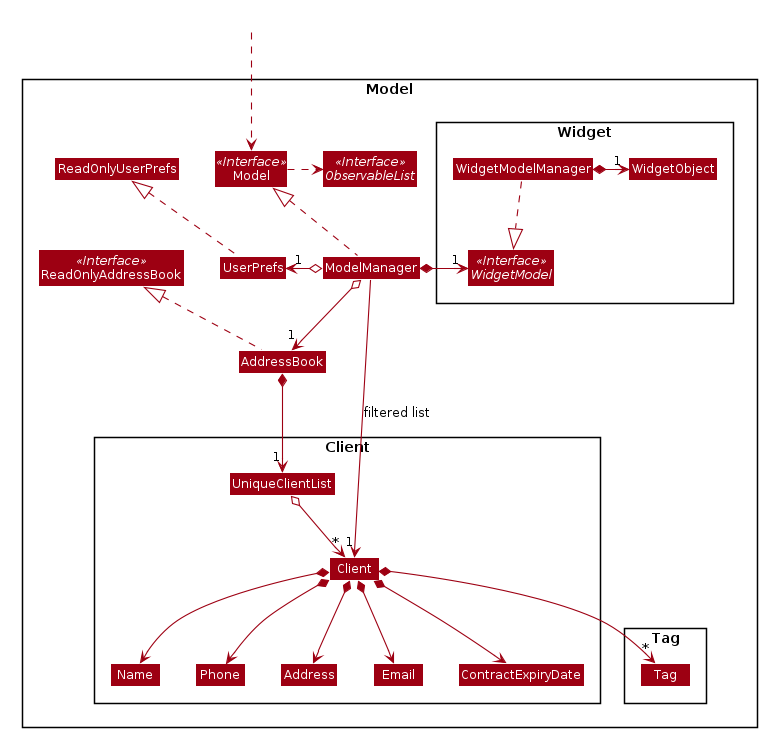 Model
Widget
ReadOnlyUserPrefs
«Interface»
Model
«Interface»
ObservableList
WidgetModelManager
1
WidgetObject
«Interface»
ReadOnlyAddressBook
UserPrefs
1
ModelManager
1
«Interface»
WidgetModel
1
AddressBook
filtered list
Client
1
UniqueClientList
* 1
Client
Tag
*
Name
Phone
Address
Email
ContractExpiryDate
Tag